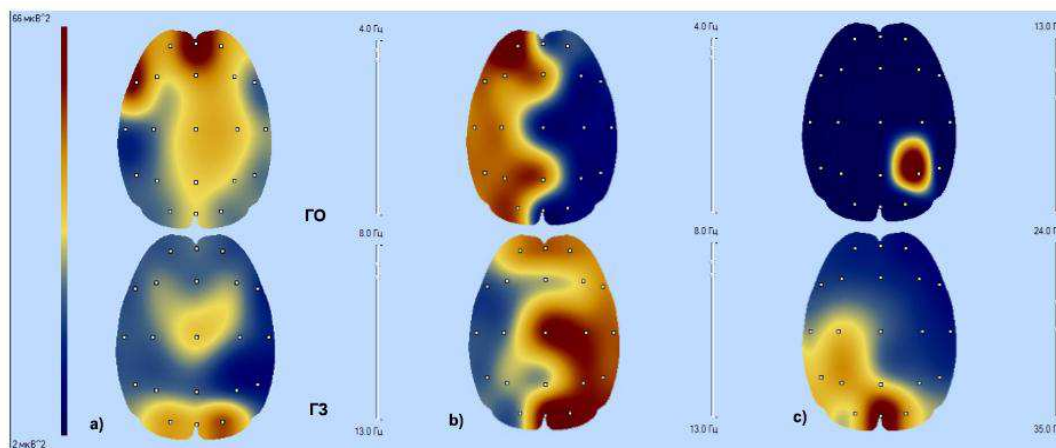 66 мкВ^2
4.0 Гц
4.0 Гц
13.0 Г
ГО
8.0 Гц
8.0 Гц
24.0 Г
ГЗ
a)
b)
c)
2 мкВ^2
13.0 Гц
13.0 Гц
35.0 Г